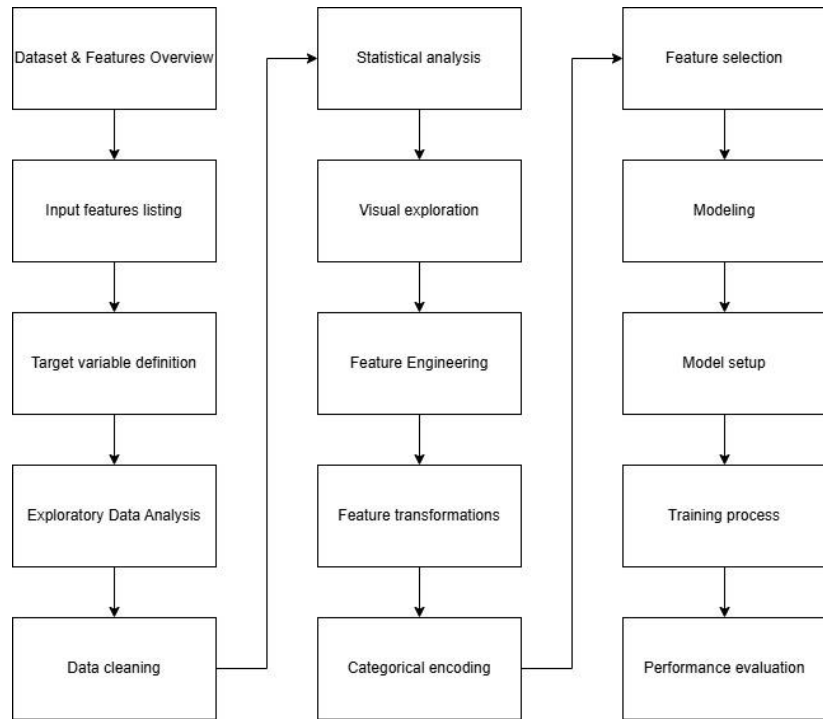 Dataset & Features Overview
Input features listing
Target variable definition
Exploratory Data Analysis
Data cleaning
Statistical analysis
Visual exploration
Feature Engineering
Feature transformations
Categorical encoding
Feature selection
Modeling
Model setup
Training process
Performance evaluation